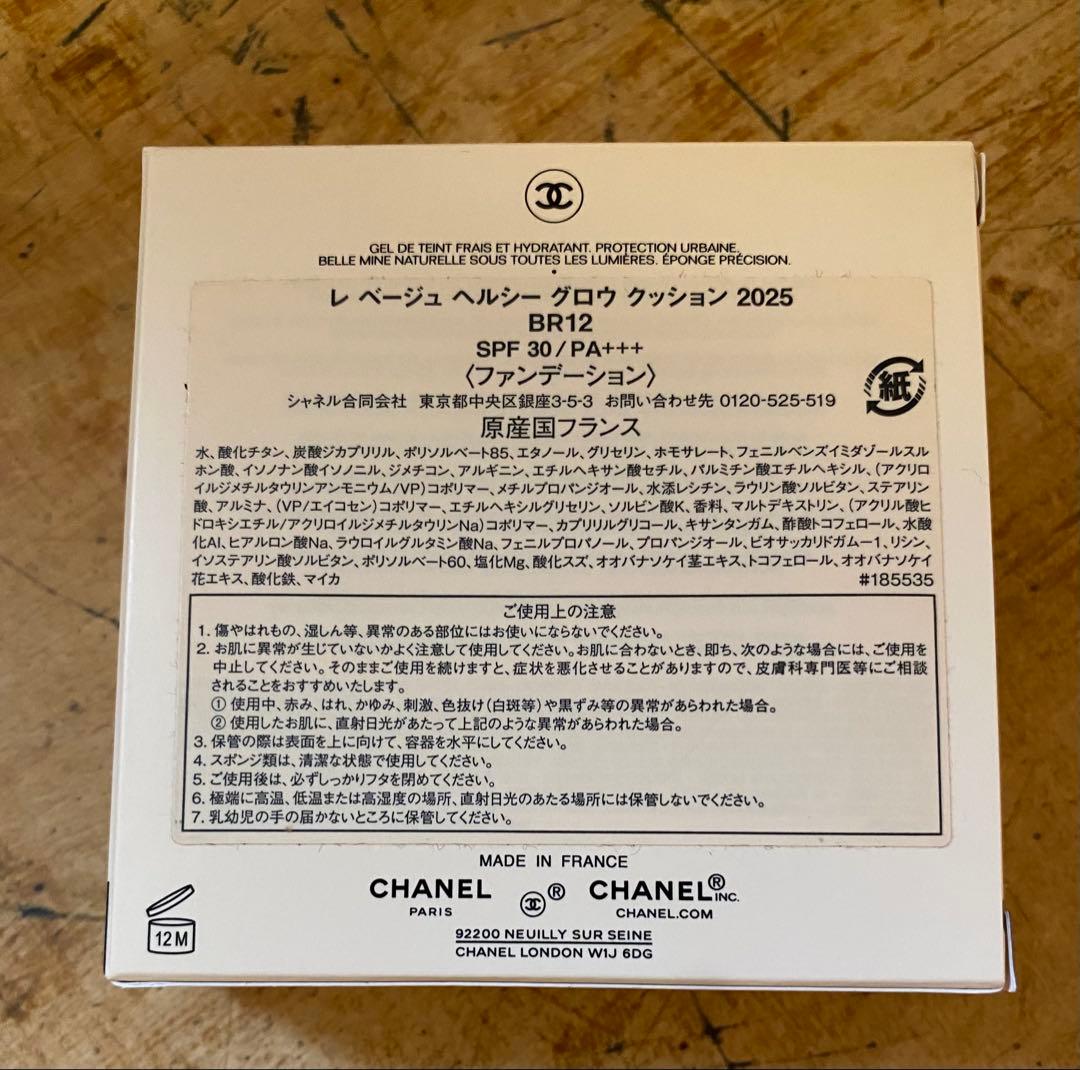 GEL DE TEINT FRAIS ET HYDRATANT. PROTECTION URBAINE.
BELLE MINE NATURELLE SOUS TOUTES LES LUMIÈRES. ÉPONGE PRÉCISION.
レ ベージュ ヘルシー グロウ クッション 2025
BR12
SPF 30/PA+++
〈ファンデーション〉
紙
シャネル合同会社 東京都中央区銀座3-5-3 お問い合わせ先 0120-525-519
原産国フランス
水、酸化チタン、炭酸ジカプリリル、ポリソルベート85、エタノール、グリセリン、ホモサレート、フェニルベンズイミダゾールスル
ホン酸、イソノナン酸イソノニル、ジメチコン、アルギニン、エチルヘキサン酸セチル、パルミチン酸エチルヘキシル、(アクリロ
イルジメチルタウリンアンモニウム/VP)コポリマー、メチルプロパンジオール、水添レシチン、ラウリン酸ソルビタン、ステアリン
酸、アルミナ、(VP/エイコセン)コポリマー、エチルヘキシルグリセリン、ソルビン酸K、香料、マルトデキストリン、(アクリル酸ヒ
ドロキシエチル/アクリロイルジメチルタウリンNa)コポリマー、カプリリルグリコール、キサンタンガム、酢酸トコフェロール、水酸
化Al、ヒアルロン酸Na、ラウロイルグルタミン酸Na、フェニルプロパノール、プロパンジオール、ビオサッカリドガム-1、リシン、
イソステアリン酸ソルビタン、ポリソルベート60、塩化Mg、酸化スズ、オオバナソケイ茎エキス、トコフェロール、オオバナソケイ
花エキス、酸化鉄、マイカ #185535
ご使用上の注意
1. 傷やはれもの、湿しん等、異常のある部位にはお使いにならないでください。
2. お肌に異常が生じていないかよく注意して使用してください。お肌に合わないとき、即ち、次のような場合には、ご使用を
中止してください。そのままご使用を続けますと、症状を悪化させることがありますので、皮膚科専門医等にご相談
されることをおすすめいたします。
① 使用中、赤み、はれ、かゆみ、刺激、色抜け(白斑等)や黒ずみ等の異常があらわれた場合。
② 使用したお肌に、直射日光があたって上記のような異常があらわれた場合。
3. 保管の際は表面を上に向けて、容器を水平にしてください。
4. スポンジ類は、清潔な状態で使用してください。
5. ご使用後は、必ずしっかりフタを閉めてください。
6. 極端に高温、低温または高湿度の場所、直射日光のあたる場所には保管しないでください。
7. 乳幼児の手の届かないところに保管してください。
MADE IN FRANCE
CHANEL ® CHANEL® INC.
PARIS CHANEL.COM
12 M
92200 NEUILLY SUR SEINE
CHANEL LONDON W1J 6DG